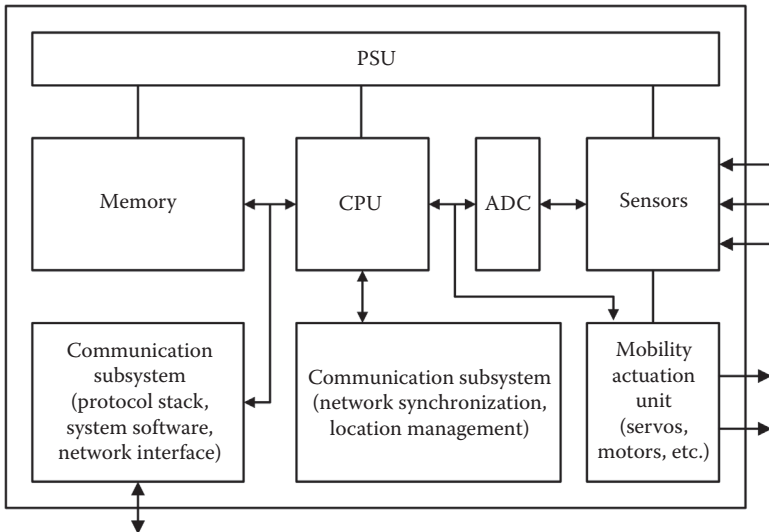 PSU
Memory
CPU
ADC
Sensors
Communication
subsystem
(protocol stack,
system software,
network interface)
Communication subsystem
(network synchronization,
location management)
Mobility
actuation
unit
(servos,
motors, etc.)